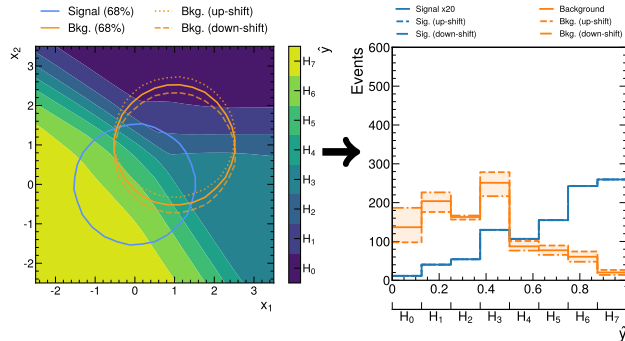 Signal (68%)
Bkg. (68%)
Bkg. (up-shift)
Bkg. (down-shift)
x₂
3
2
1
0
-1
-2
-2
-1
0
1
2
3
x₁
ŷ
H₇
H₆
H₅
H₄
H₃
H₂
H₁
H₀
Signal x20
Sig. (up-shift)
Sig. (down-shift)
Background
Bkg. (up-shift)
Bkg. (down-shift)
Events
600
500
400
300
200
100
0
0 0.2 0.4 0.6 0.8
H₀ H₁ H₂ H₃ H₄ H₅ H₆ H₇
ŷ